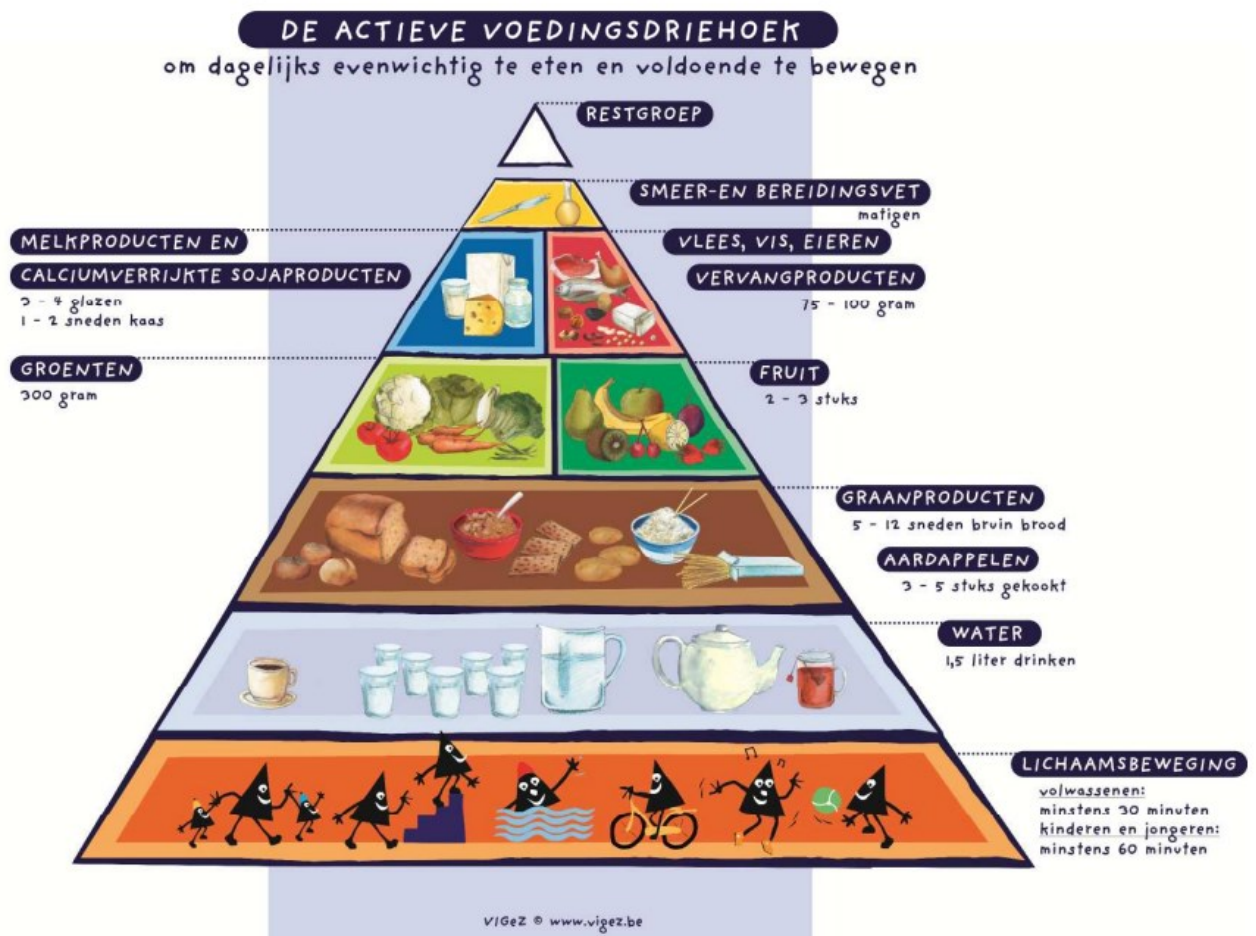 DE ACTIEVE VOEDINGSDRIEHOEK
om dagelijks evenwichtig te eten en voldoende te bewegen
RESTGROEP
SMEER-EN BEREIDINGSVET
matigen
MELKPRODUCTEN EN
CALCIUMVERRIJKTE SOJAPRODUCTEN
3 - 4 glazen
1 - 2 sneden kaas
VLEES, VIS, EIEREN
VERVANGPRODUCTEN
75 - 100 gram
GROENTEN
300 gram
FRUIT
2 - 3 stuks
GRAANPRODUCTEN
5 - 12 sneden bruin brood
AARDAPPELEN
3 - 5 stuks gekookt
WATER
1,5 liter drinken
LICHAAMSBEWEGING
volwassenen:
minstens 30 minuten
kinderen en jongeren:
minstens 60 minuten
VIGeZ © www.vigez.be